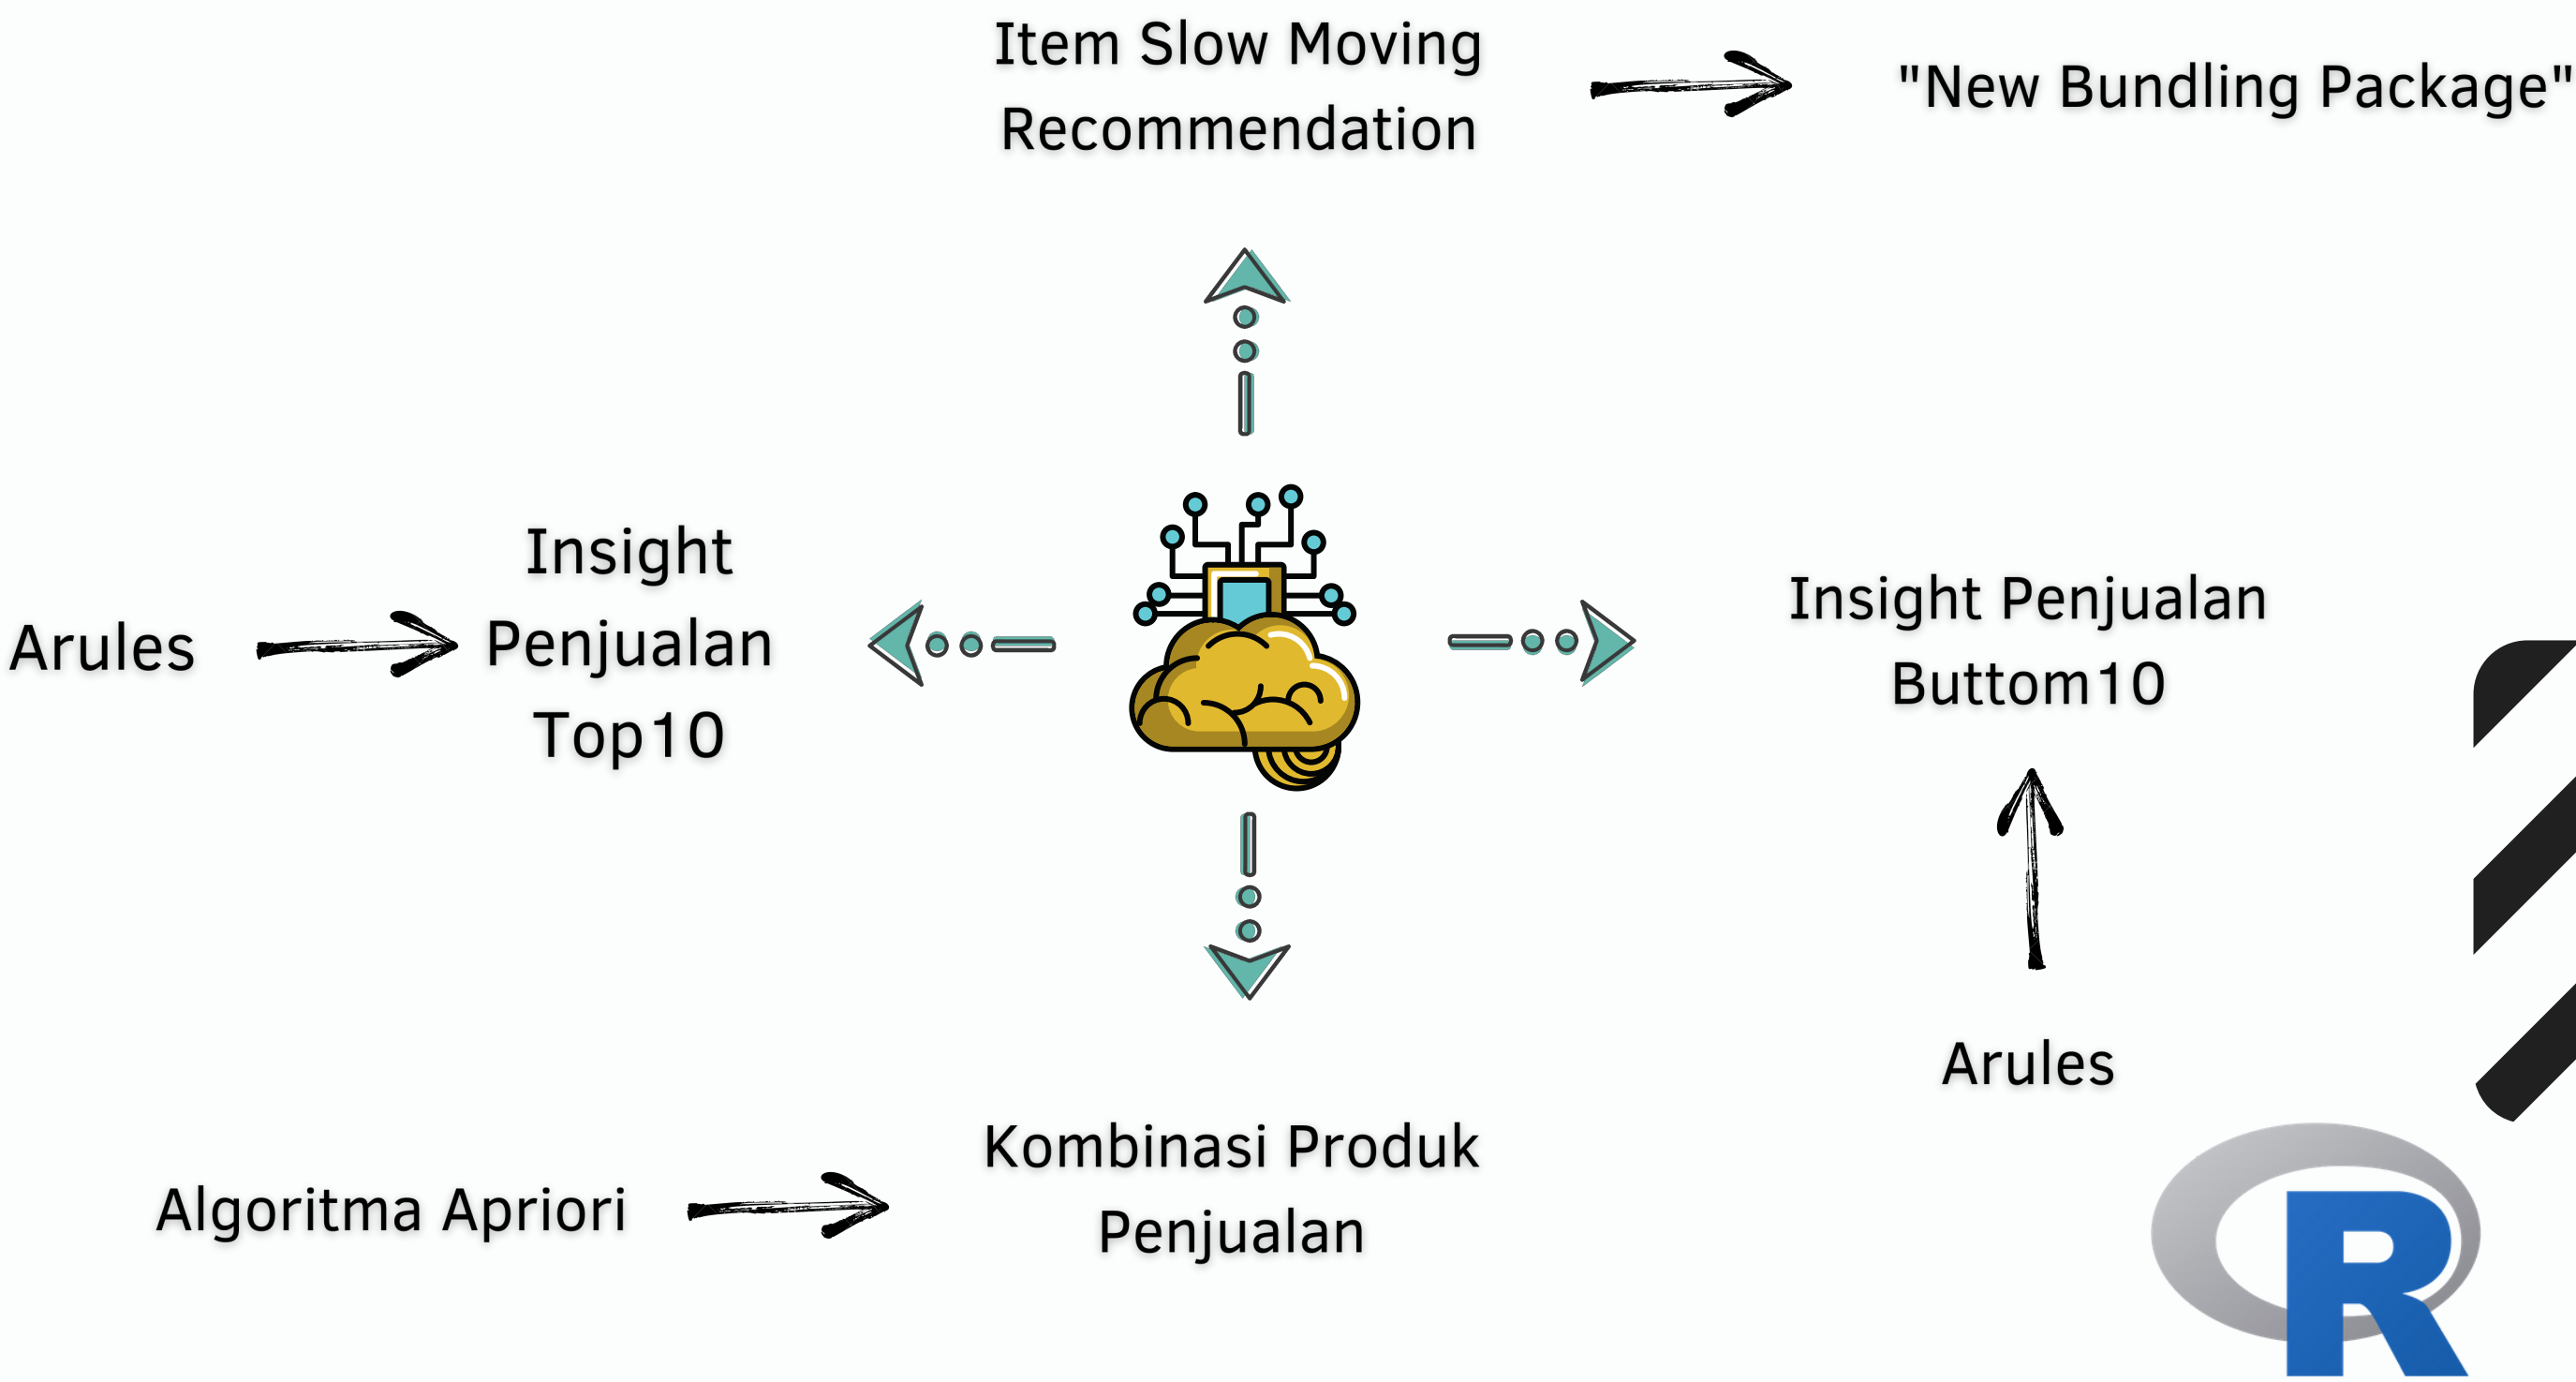 Item Slow Moving
Recommendation
"New Bundling Package"
Arules
Insight
Penjualan
Top10
Insight Penjualan
Buttom10
Arules
Algoritma Apriori
Kombinasi Produk
Penjualan
R